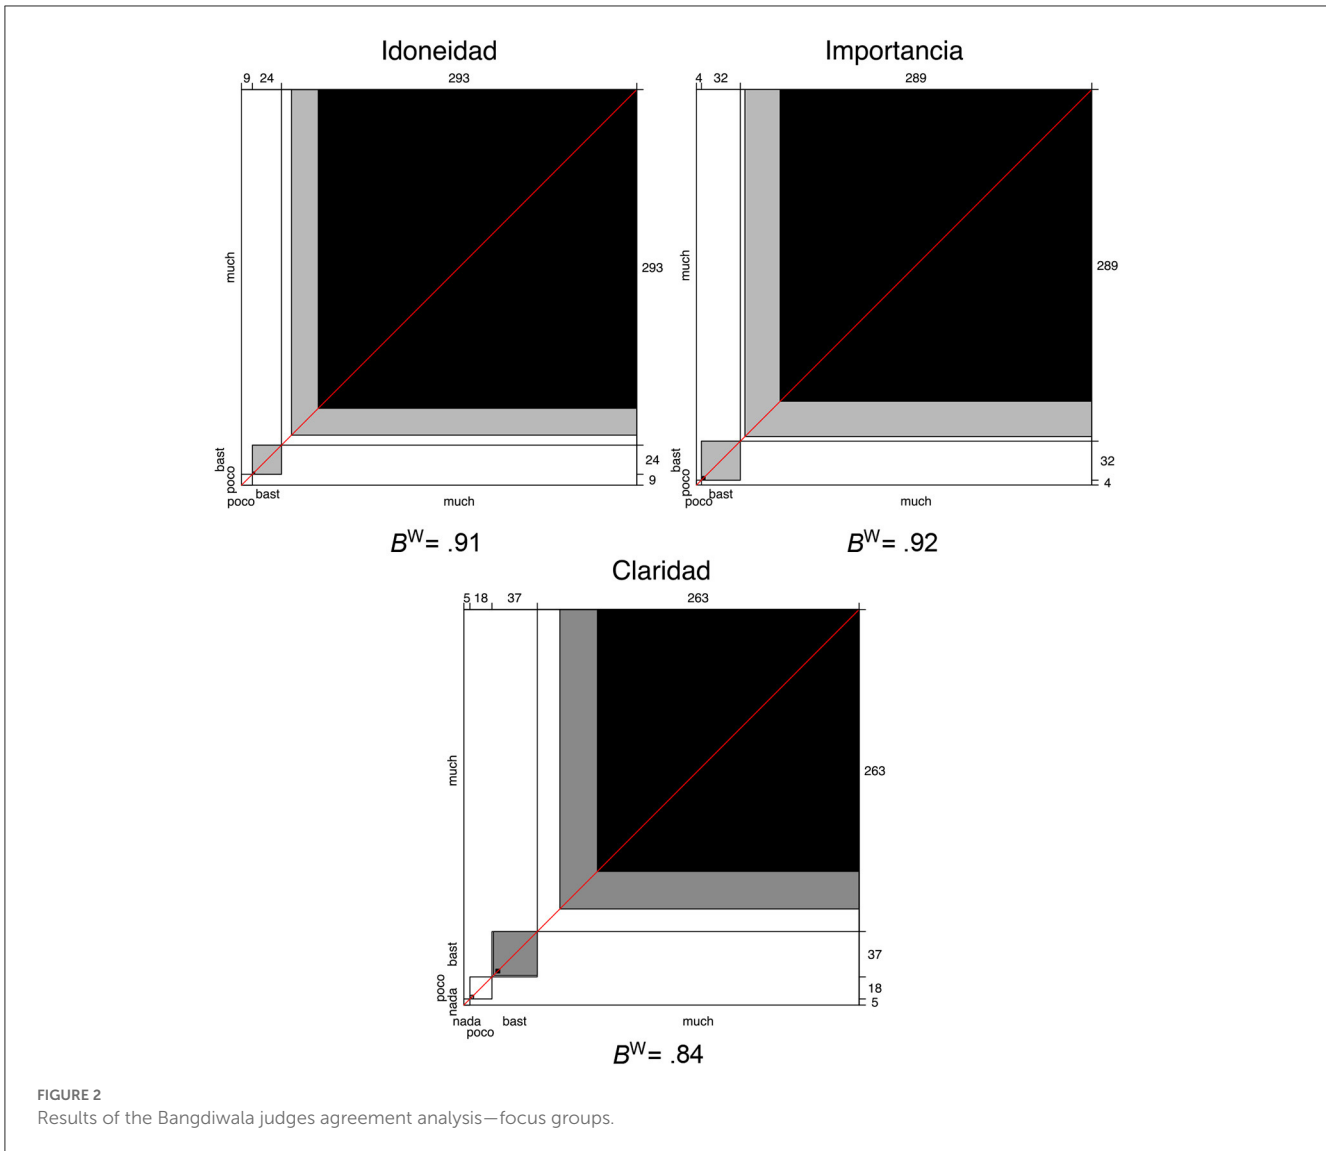 Idoneidad
9 24 293
much
293
bast
24
poco
9
poco bast much
B^W = .91
Importancia
4 32 289
much
289
bast
32
poco
4
poco bast much
B^W = .92
Claridad
5 18 37 263
much
263
bast
37
poco
18
nada
5
nada bast much
poco
B^W = .84
FIGURE 2
Results of the Bangdiwala judges agreement analysis—focus groups.